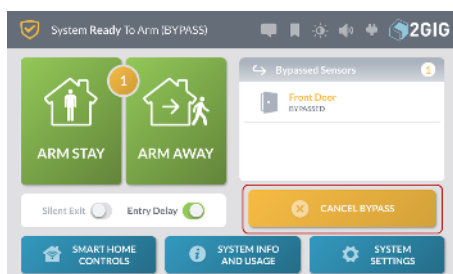 System Ready To Arm (BYPASS)
2GIG
1
ARM STAY
ARM AWAY
Bypassed Sensors
1
Front Door
BYPASSED
Silent Exit
Entry Delay
CANCEL BYPASS
SMART HOME
CONTROLS
SYSTEM INFO
AND USAGE
SYSTEM
SETTINGS